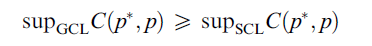 sup_GCL C(p*, p) ⩾ sup_SCL C(p*, p)